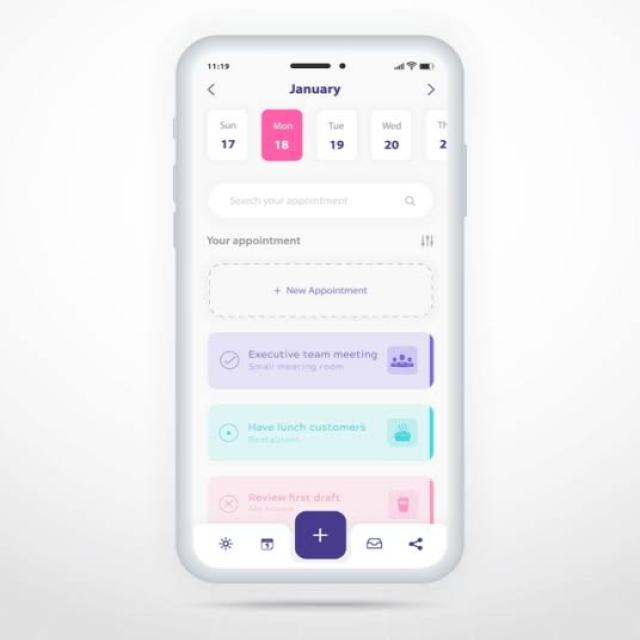 11:19
January
Sun
Mon
Tue
Wed
Th
17
18
19
20
2
Search your appointment
Your appointment
+ New Appointment
Executive team meeting
Small meeting room
Have lunch customers
Restaurant
Review first draft
+